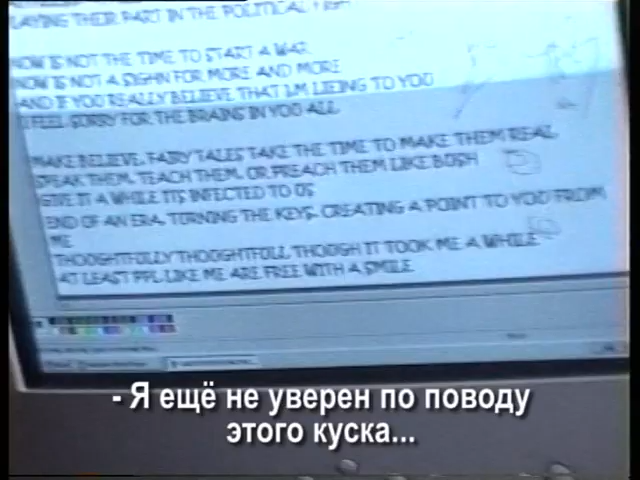 LAYING THEIR PART IN THE POLITICAL
NOW IS NOT THE TIME TO START A WAR
NOW IS NOT A SIGHN FOR MORE AND MORE
AND IF YOU REALLY BELIEVE THAT I'M LIEING TO YOU
I FEEL SORRY FOR THE BRAINS IN YOU ALL
MAKE BELIEVE, FAIRY TALES TAKE THE TIME TO MAKE THEM REAL
SPEAK THEM, TEACH THEM, OR PREACH THEM LIKE BOSH
GIVE IT A WHILE ITS INFECTED TO US
END OF AN ERA, TURNING THE KEYS, CREATING A POINT TO YOU FROM
ME
THOUGHTFULLY THOUGHTFULL, THOUGH IT TOOK ME A WHILE
AT LEAST PPL LIKE ME ARE FREE WITH A SMILE
- Я ещё не уверен по поводу
этого куска...